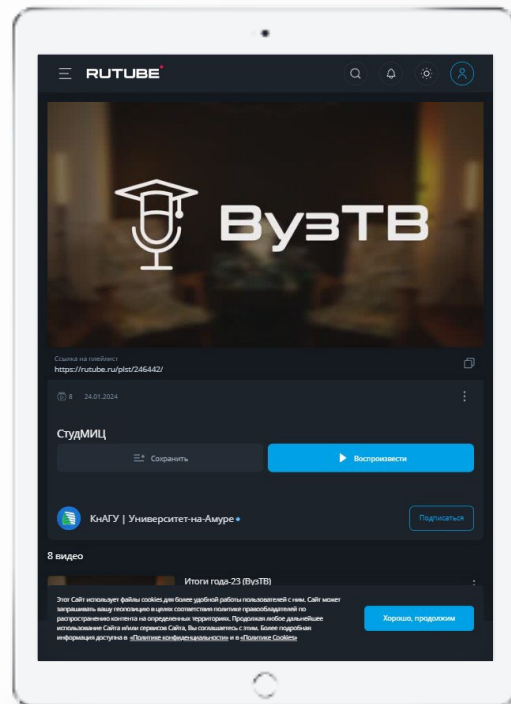 RUTUBE
ВузТВ
Ссылка на плейлист
https://rutube.ru/plst/246442/
8 24.01.2024
СтудМИЦ
Сохранить
Воспроизвести
КнАГУ | Университет-на-Амуре
Подписаться
8 видео
Итоги года-23 (ВузТВ)
Этот Сайт использует файлы cookies для более удобной работы пользователей с ним. Сайт может
запрашивать вашу геопозицию в целях соответствия политике правообладателей по
распространению контента на определенных территориях. Продолжая любое дальнейшее
использование Сайта и/или сервисов Сайта, Вы соглашаетесь с этим. Более подробная
информация доступна в «Политике конфиденциальности» и в «Политике Cookies»
Хорошо, продолжим